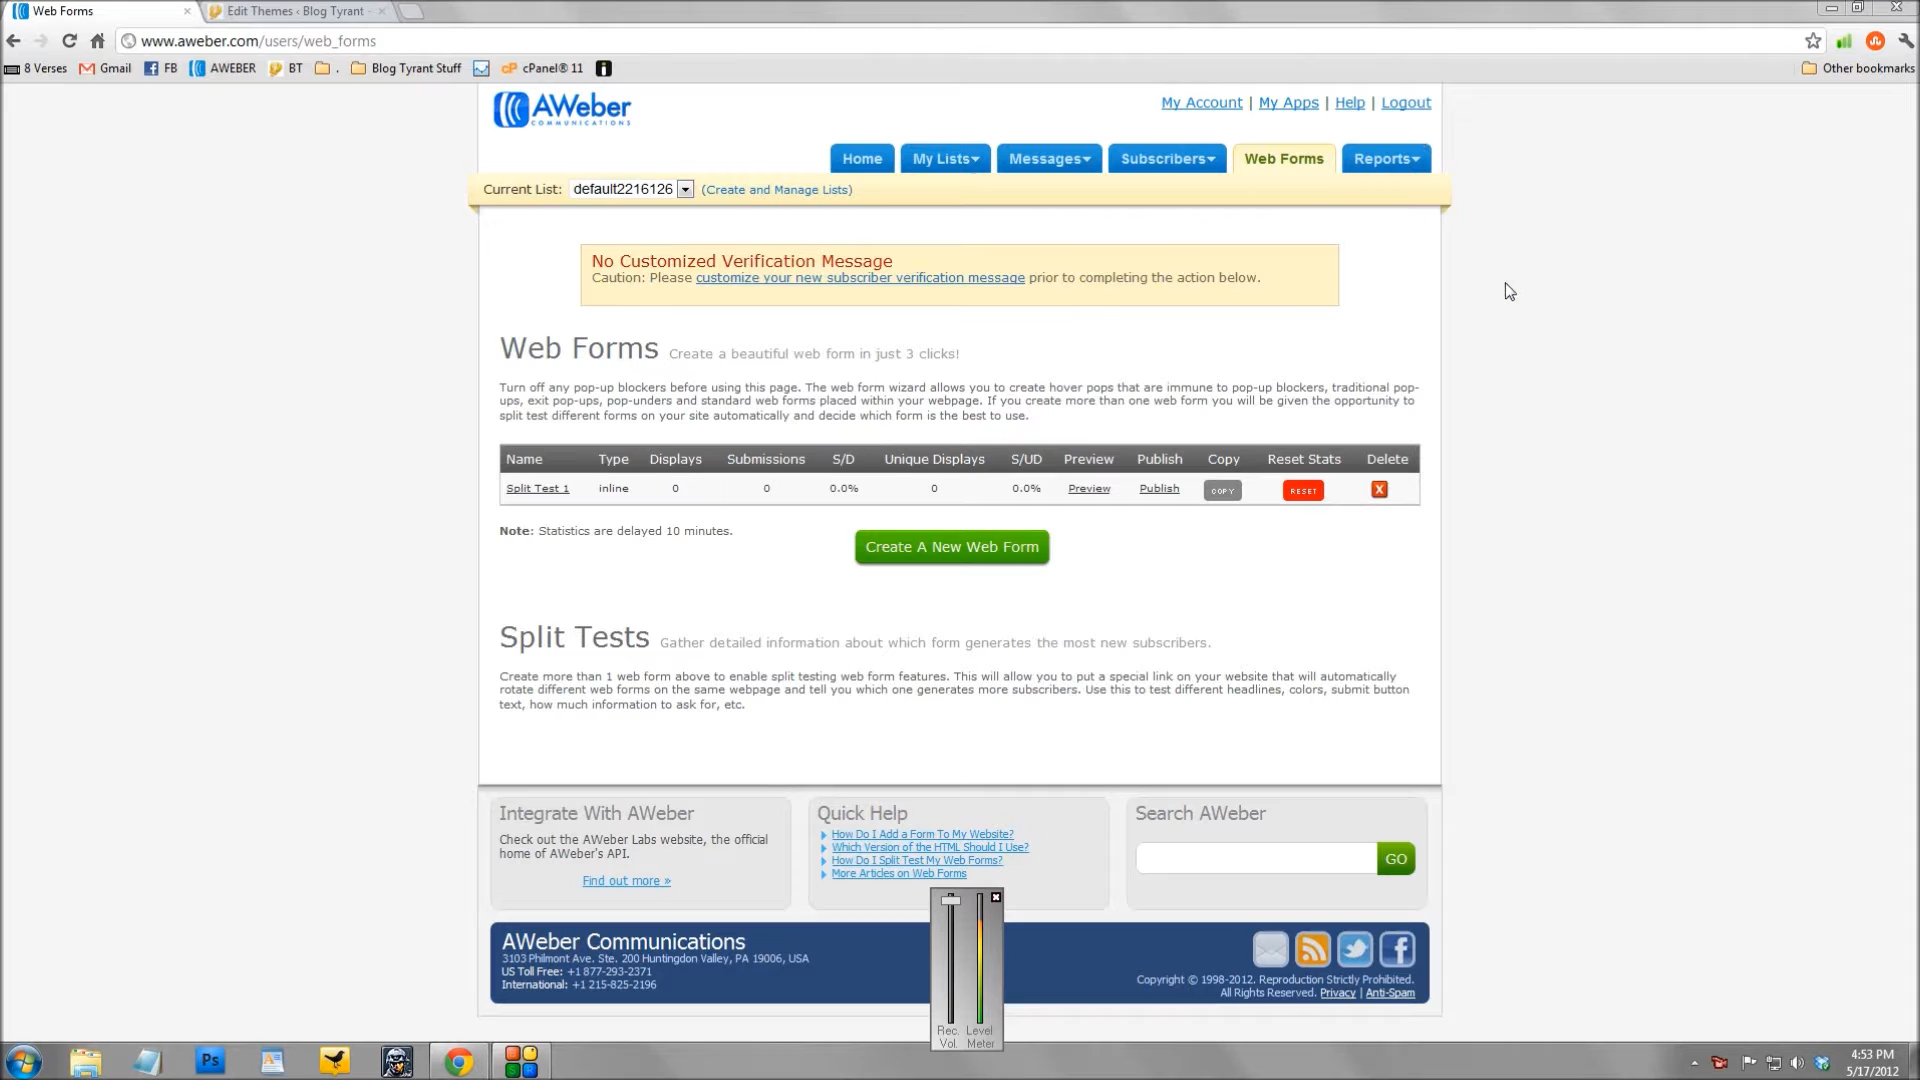 Web Forms
Edit Themes ‹ Blog Tyrant
www.aweber.com/users/web_forms
8 Verses
Gmail
FB
AWEBER
BT
.
Blog Tyrant Stuff
cPanel® 11
Other bookmarks
AWeber
COMMUNICATIONS
My Account | My Apps | Help | Logout
Home
My Lists
Messages
Subscribers
Web Forms
Reports
Current List: default2216126 (Create and Manage Lists)
No Customized Verification Message
Caution: Please customize your new subscriber verification message prior to completing the action below.
Web Forms Create a beautiful web form in just 3 clicks!
Turn off any pop-up blockers before using this page. The web form wizard allows you to create hover pops that are immune to pop-up blockers, traditional pop-
ups, exit pop-ups, pop-unders and standard web forms placed within your webpage. If you create more than one web form you will be given the opportunity to
split test different forms on your site automatically and decide which form is the best to use.
Name Type Displays Submissions S/D Unique Displays S/UD Preview Publish Copy Reset Stats Delete
Split Test 1 inline 0 0 0.0% 0 0.0% Preview Publish COPY RESET X
Note: Statistics are delayed 10 minutes.
Create A New Web Form
Split Tests Gather detailed information about which form generates the most new subscribers.
Create more than 1 web form above to enable split testing web form features. This will allow you to put a special link on your website that will automatically
rotate different web forms on the same webpage and tell you which one generates more subscribers. Use this to test different headlines, colors, submit button
text, how much information to ask for, etc.
Integrate With AWeber
Check out the AWeber Labs website, the official
home of AWeber's API.
Find out more »
Quick Help
How Do I Add a Form To My Website?
Which Version of the HTML Should I Use?
How Do I Split Test My Web Forms?
More Articles on Web Forms
Search AWeber
GO
AWeber Communications
3103 Philmont Ave. Ste. 200 Huntingdon Valley, PA 19006, USA
US Toll Free: +1 877-293-2371
International: +1 215-825-2196
Copyright © 1998-2012. Reproduction Strictly Prohibited.
All Rights Reserved. Privacy | Anti-Spam
Rec. Level
Vol. Meter
Ps
4:53 PM
5/17/2012